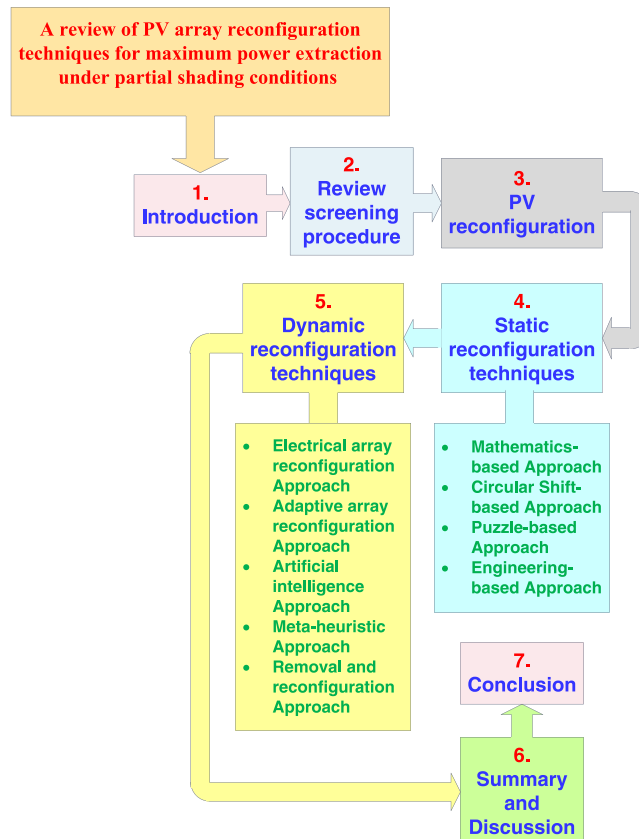 A review of PV array reconfiguration
techniques for maximum power extraction
under partial shading conditions
1.
Introduction
2.
Review
screening
procedure
3.
PV
reconfiguration
4.
Static
reconfiguration
techniques
• Mathematics-
based Approach
• Circular Shift-
based Approach
• Puzzle-based
Approach
• Engineering-
based Approach
5.
Dynamic
reconfiguration
techniques
• Electrical array
reconfiguration
Approach
• Adaptive array
reconfiguration
Approach
• Artificial
intelligence
Approach
• Meta-heuristic
Approach
• Removal and
reconfiguration
Approach
6.
Summary
and
Discussion
7.
Conclusion